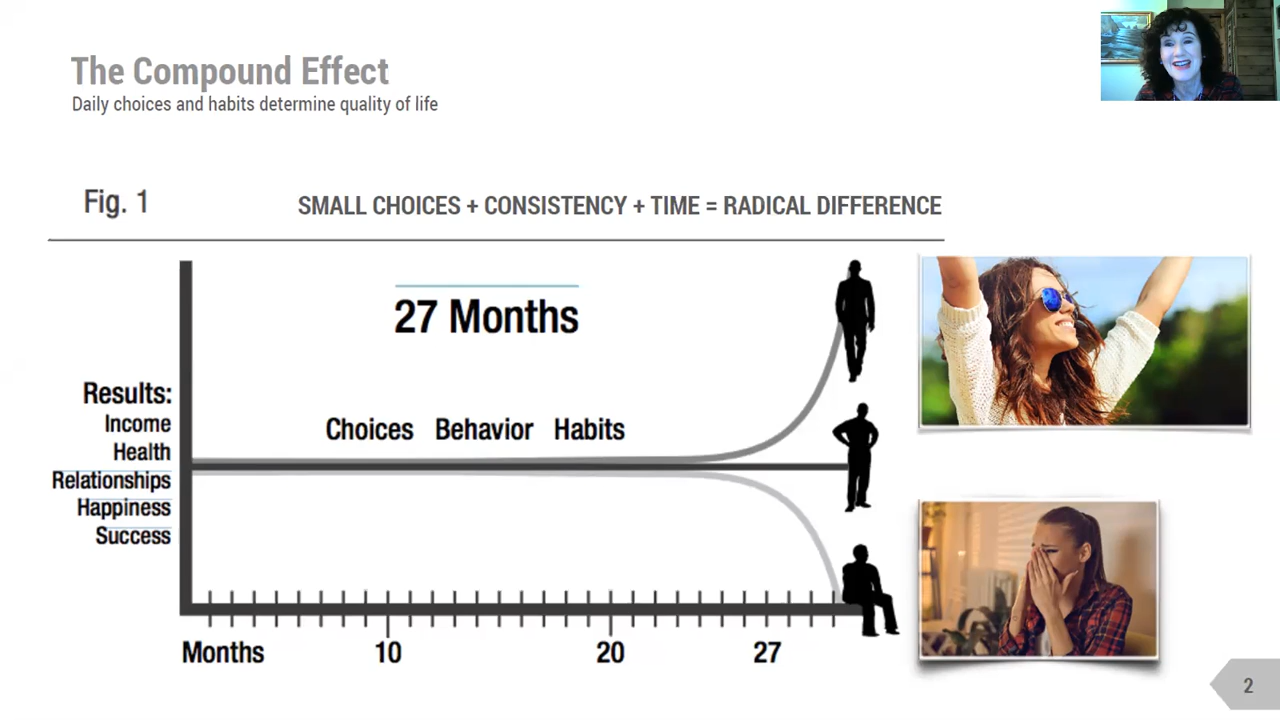 The Compound Effect
Daily choices and habits determine quality of life
Fig. 1
SMALL CHOICES + CONSISTENCY + TIME = RADICAL DIFFERENCE
27 Months
Results:
Income
Health
Relationships
Happiness
Success
Choices Behavior Habits
Months 10 20 27
2